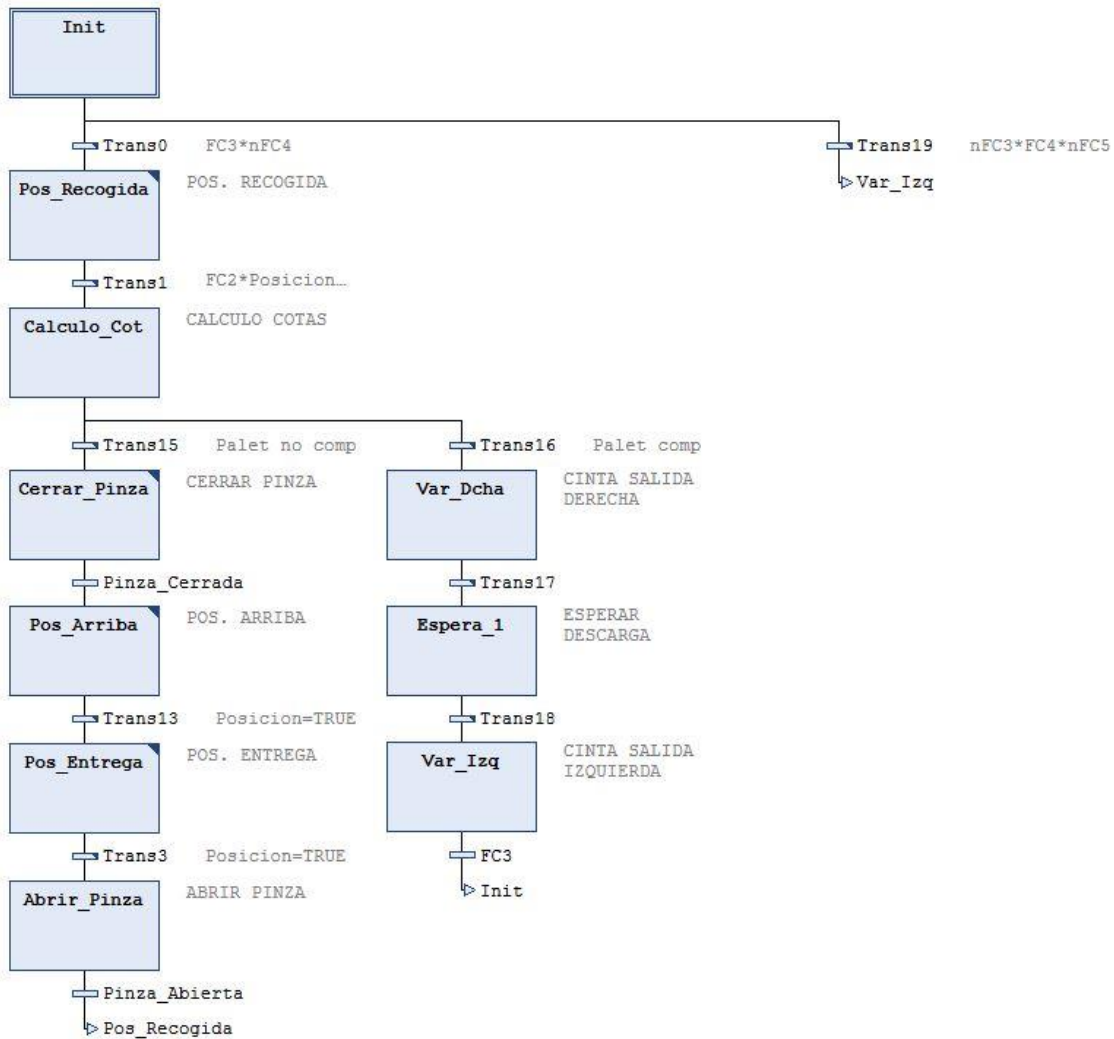 Init
Trans0 FC3*nFC4
Trans19 nFC3*FC4*nFC5
Pos_Recogida POS. RECOGIDA
Var_Izq
Trans1 FC2*Posicion…
Calculo_Cot CALCULO COTAS
Trans15 Palet no comp
Trans16 Palet comp
Cerrar_Pinza CERRAR PINZA
Var_Dcha CINTA SALIDA
DERECHA
Pinza_Cerrada
Trans17
Pos_Arriba POS. ARRIBA
Espera_1 ESPERAR
DESCARGA
Trans13 Posicion=TRUE
Trans18
Pos_Entrega POS. ENTREGA
Var_Izq CINTA SALIDA
IZQUIERDA
Trans3 Posicion=TRUE
FC3
Abrir_Pinza ABRIR PINZA
Init
Pinza_Abierta
Pos_Recogida